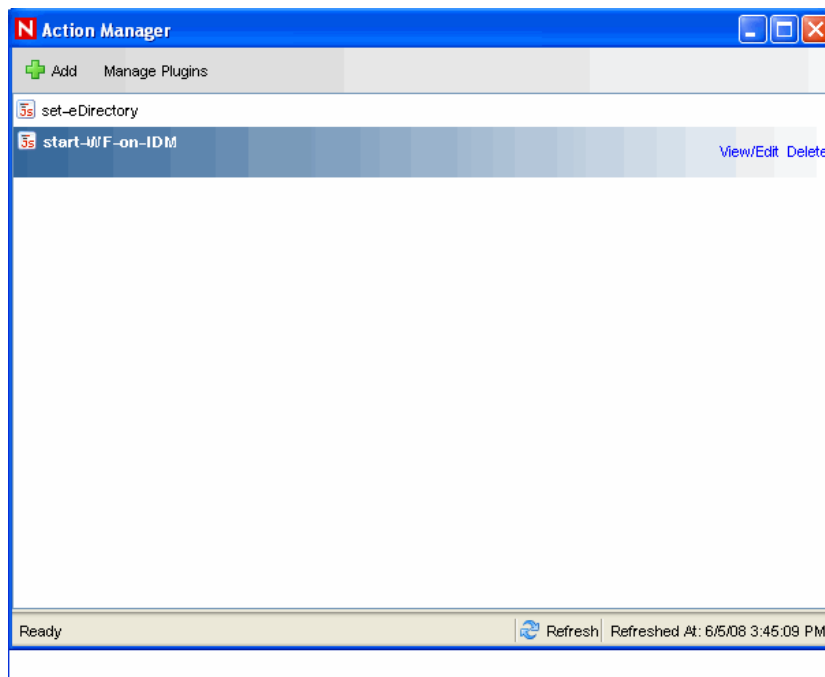 N Action Manager
Add Manage Plugins
set-eDirectory
start-WF-on-IDM
View/Edit Delete
Ready Refresh Refreshed At: 6/5/08 3:45:09 PM